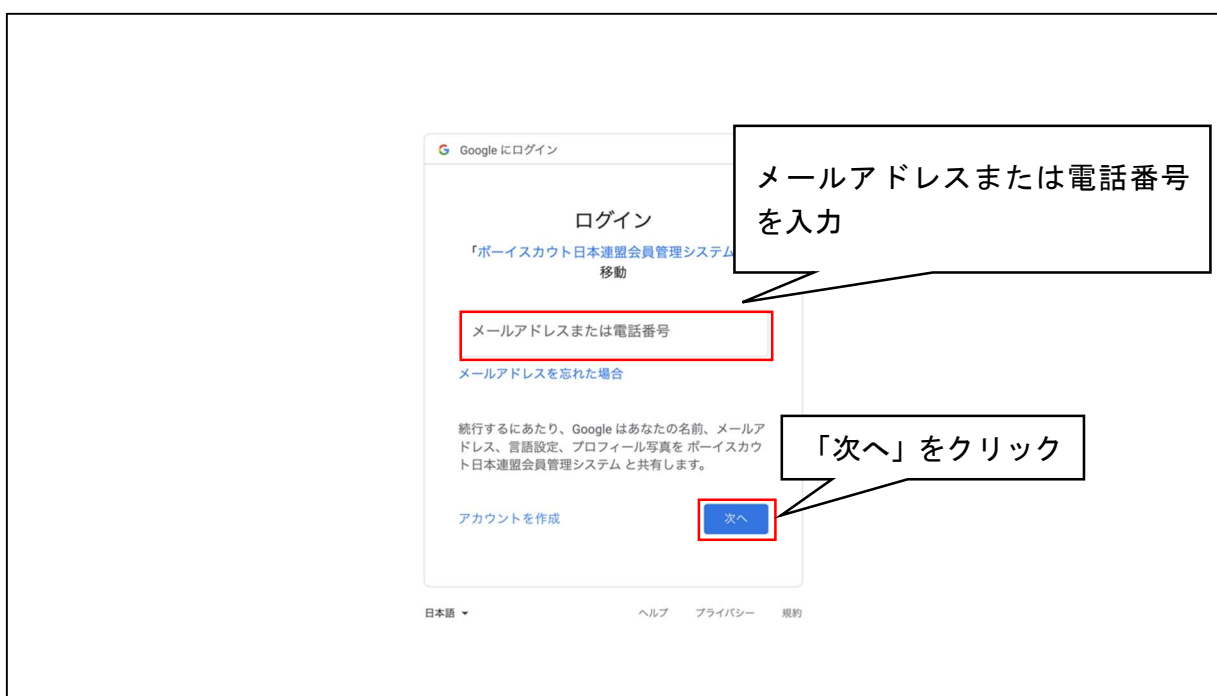 Google にログイン
メールアドレスまたは電話番号
を入力
ログイン
「ボーイスカウト日本連盟会員管理システム
移動
メールアドレスまたは電話番号
メールアドレスを忘れた場合
続行するにあたり、Google はあなたの名前、メールア
ドレス、言語設定、プロフィール写真を ボーイスカウ
ト日本連盟会員管理システム と共有します。
「次へ」をクリック
アカウントを作成
次へ
日本語
ヘルプ プライバシー 規約